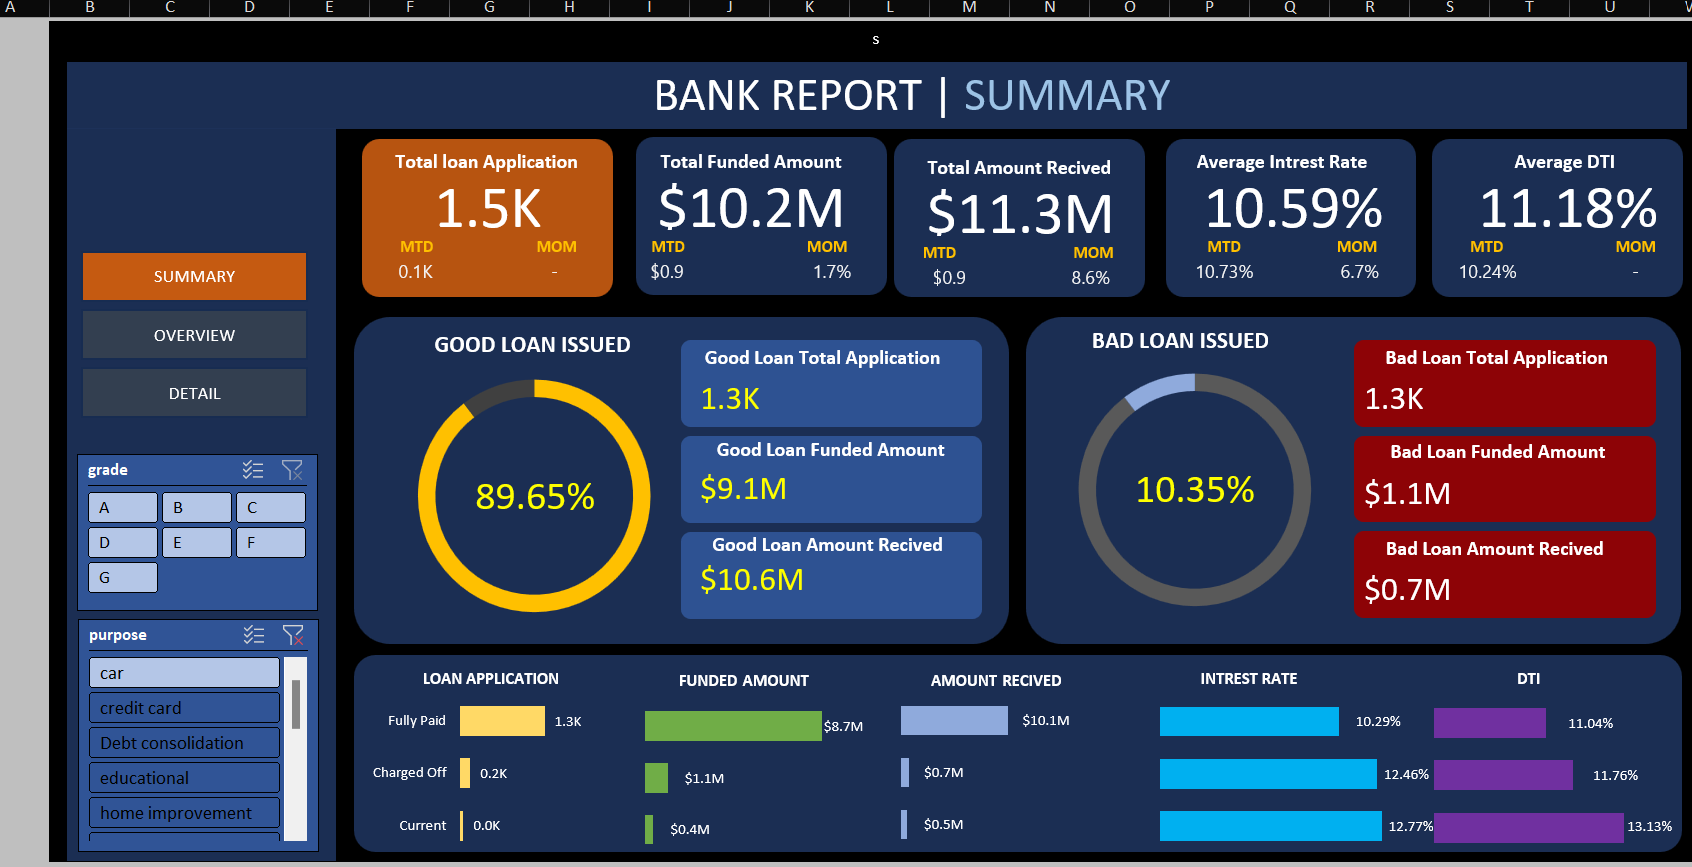 A B C D E F G H I J K L M N O P Q R S T U
s
BANK REPORT | SUMMARY
Total loan Application
1.5K
MTD MOM
0.1K -
Total Funded Amount
$10.2M
MTD MOM
$0.9 1.7%
Total Amount Recived
$11.3M
MTD MOM
$0.9 8.6%
Average Intrest Rate
10.59%
MTD MOM
10.73% 6.7%
Average DTI
11.18%
MTD MOM
10.24% -
SUMMARY
OVERVIEW
DETAIL
grade
A B C
D E F
G
purpose
car
credit card
Debt consolidation
educational
home improvement
GOOD LOAN ISSUED
89.65%
Good Loan Total Application
1.3K
Good Loan Funded Amount
$9.1M
Good Loan Amount Recived
$10.6M
BAD LOAN ISSUED
10.35%
Bad Loan Total Application
1.3K
Bad Loan Funded Amount
$1.1M
Bad Loan Amount Recived
$0.7M
LOAN APPLICATION FUNDED AMOUNT AMOUNT RECIVED INTREST RATE DTI
Fully Paid 1.3K $8.7M $10.1M 10.29% 11.04%
Charged Off 0.2K $1.1M $0.7M 12.46% 11.76%
Current 0.0K $0.4M $0.5M 12.77% 13.13%